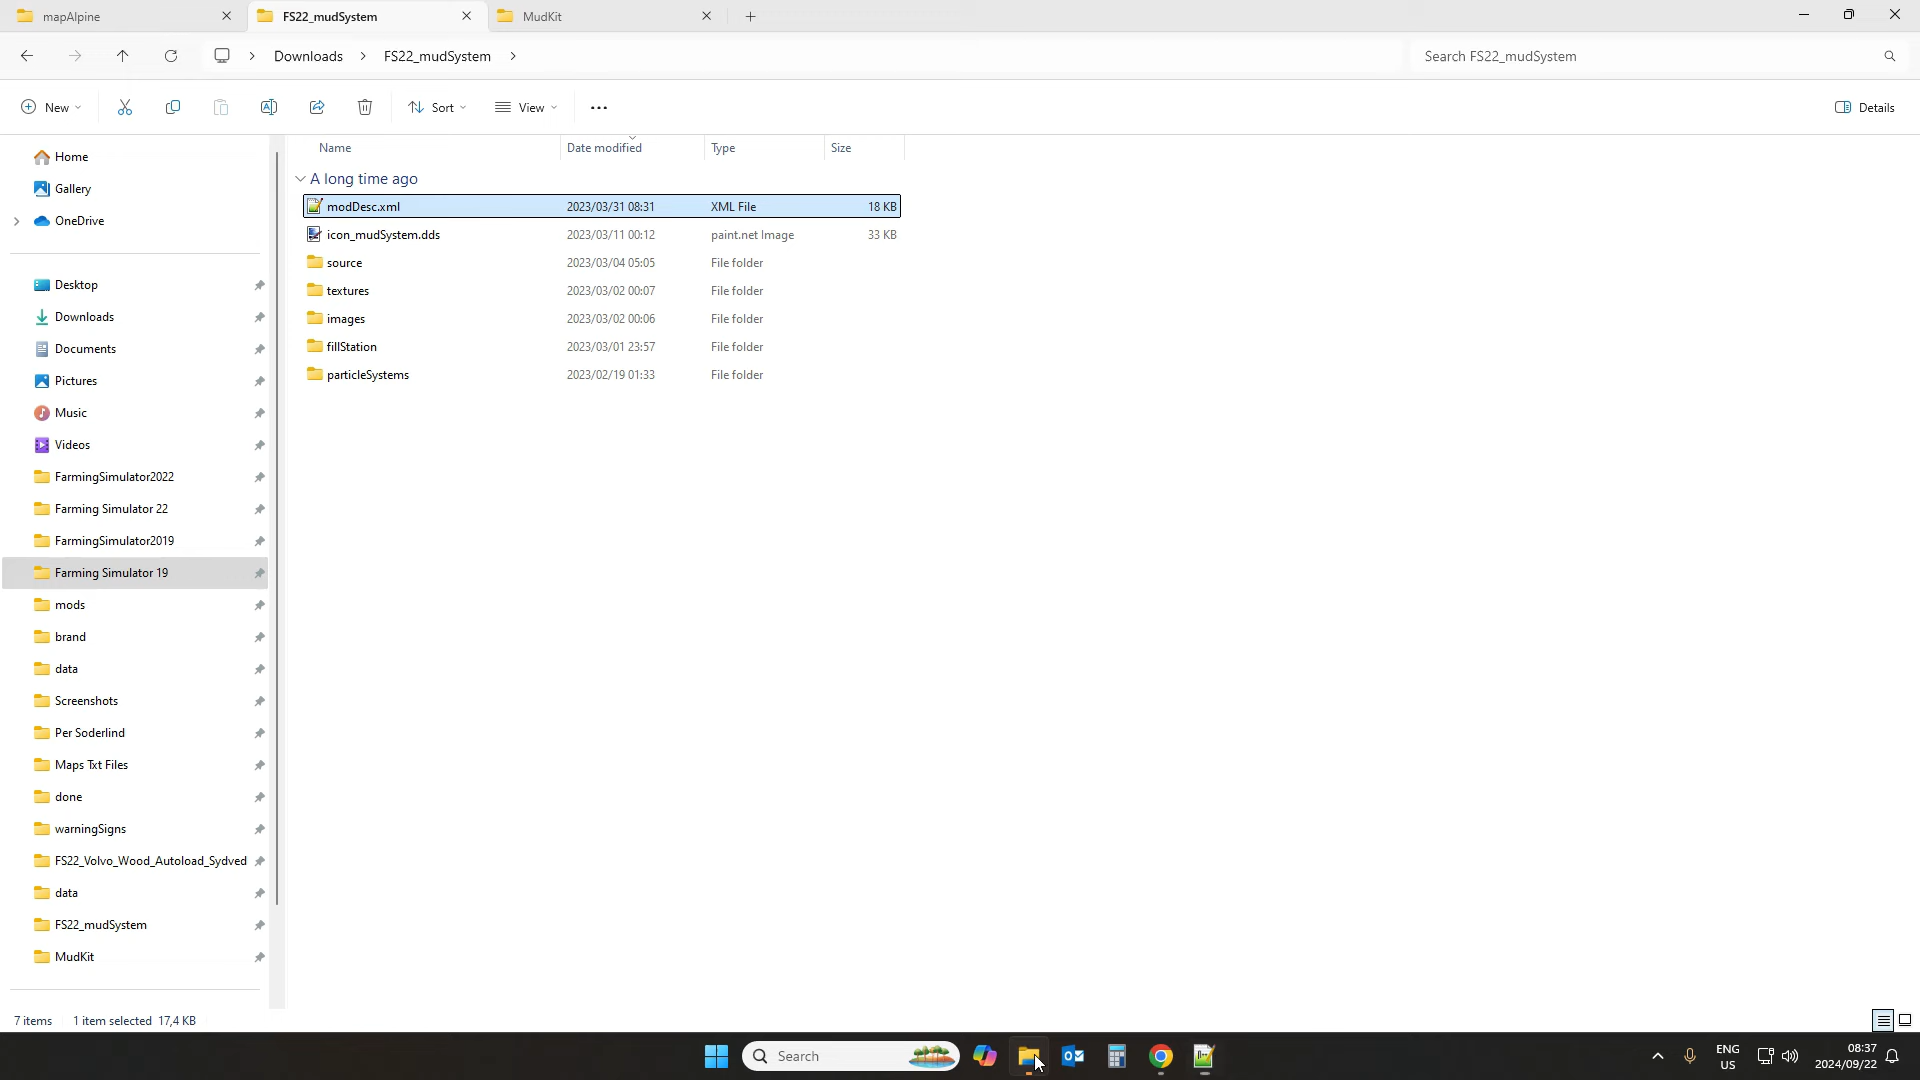 mapAlpine
FS22_mudSystem
MudKit
Downloads
FS22_mudSystem
Search FS22_mudSystem
New
Sort
View
Details
Home
Gallery
OneDrive
Desktop
Downloads
Documents
Pictures
Music
Videos
FarmingSimulator2022
Farming Simulator 22
FarmingSimulator2019
Farming Simulator 19
mods
brand
data
Screenshots
Per Soderlind
Maps Txt Files
done
warningSigns
FS22_Volvo_Wood_Autoload_Sydved
data
FS22_mudSystem
MudKit
Name Date modified Type Size
A long time ago
modDesc.xml 2023/03/31 08:31 XML File 18 KB
icon_mudSystem.dds 2023/03/11 00:12 paint.net Image 33 KB
source 2023/03/04 05:05 File folder
textures 2023/03/02 00:07 File folder
images 2023/03/02 00:06 File folder
fillStation 2023/03/01 23:57 File folder
particleSystems 2023/02/19 01:33 File folder
7 items 1 item selected 17,4 KB
Search
ENG
US
08:37
2024/09/22